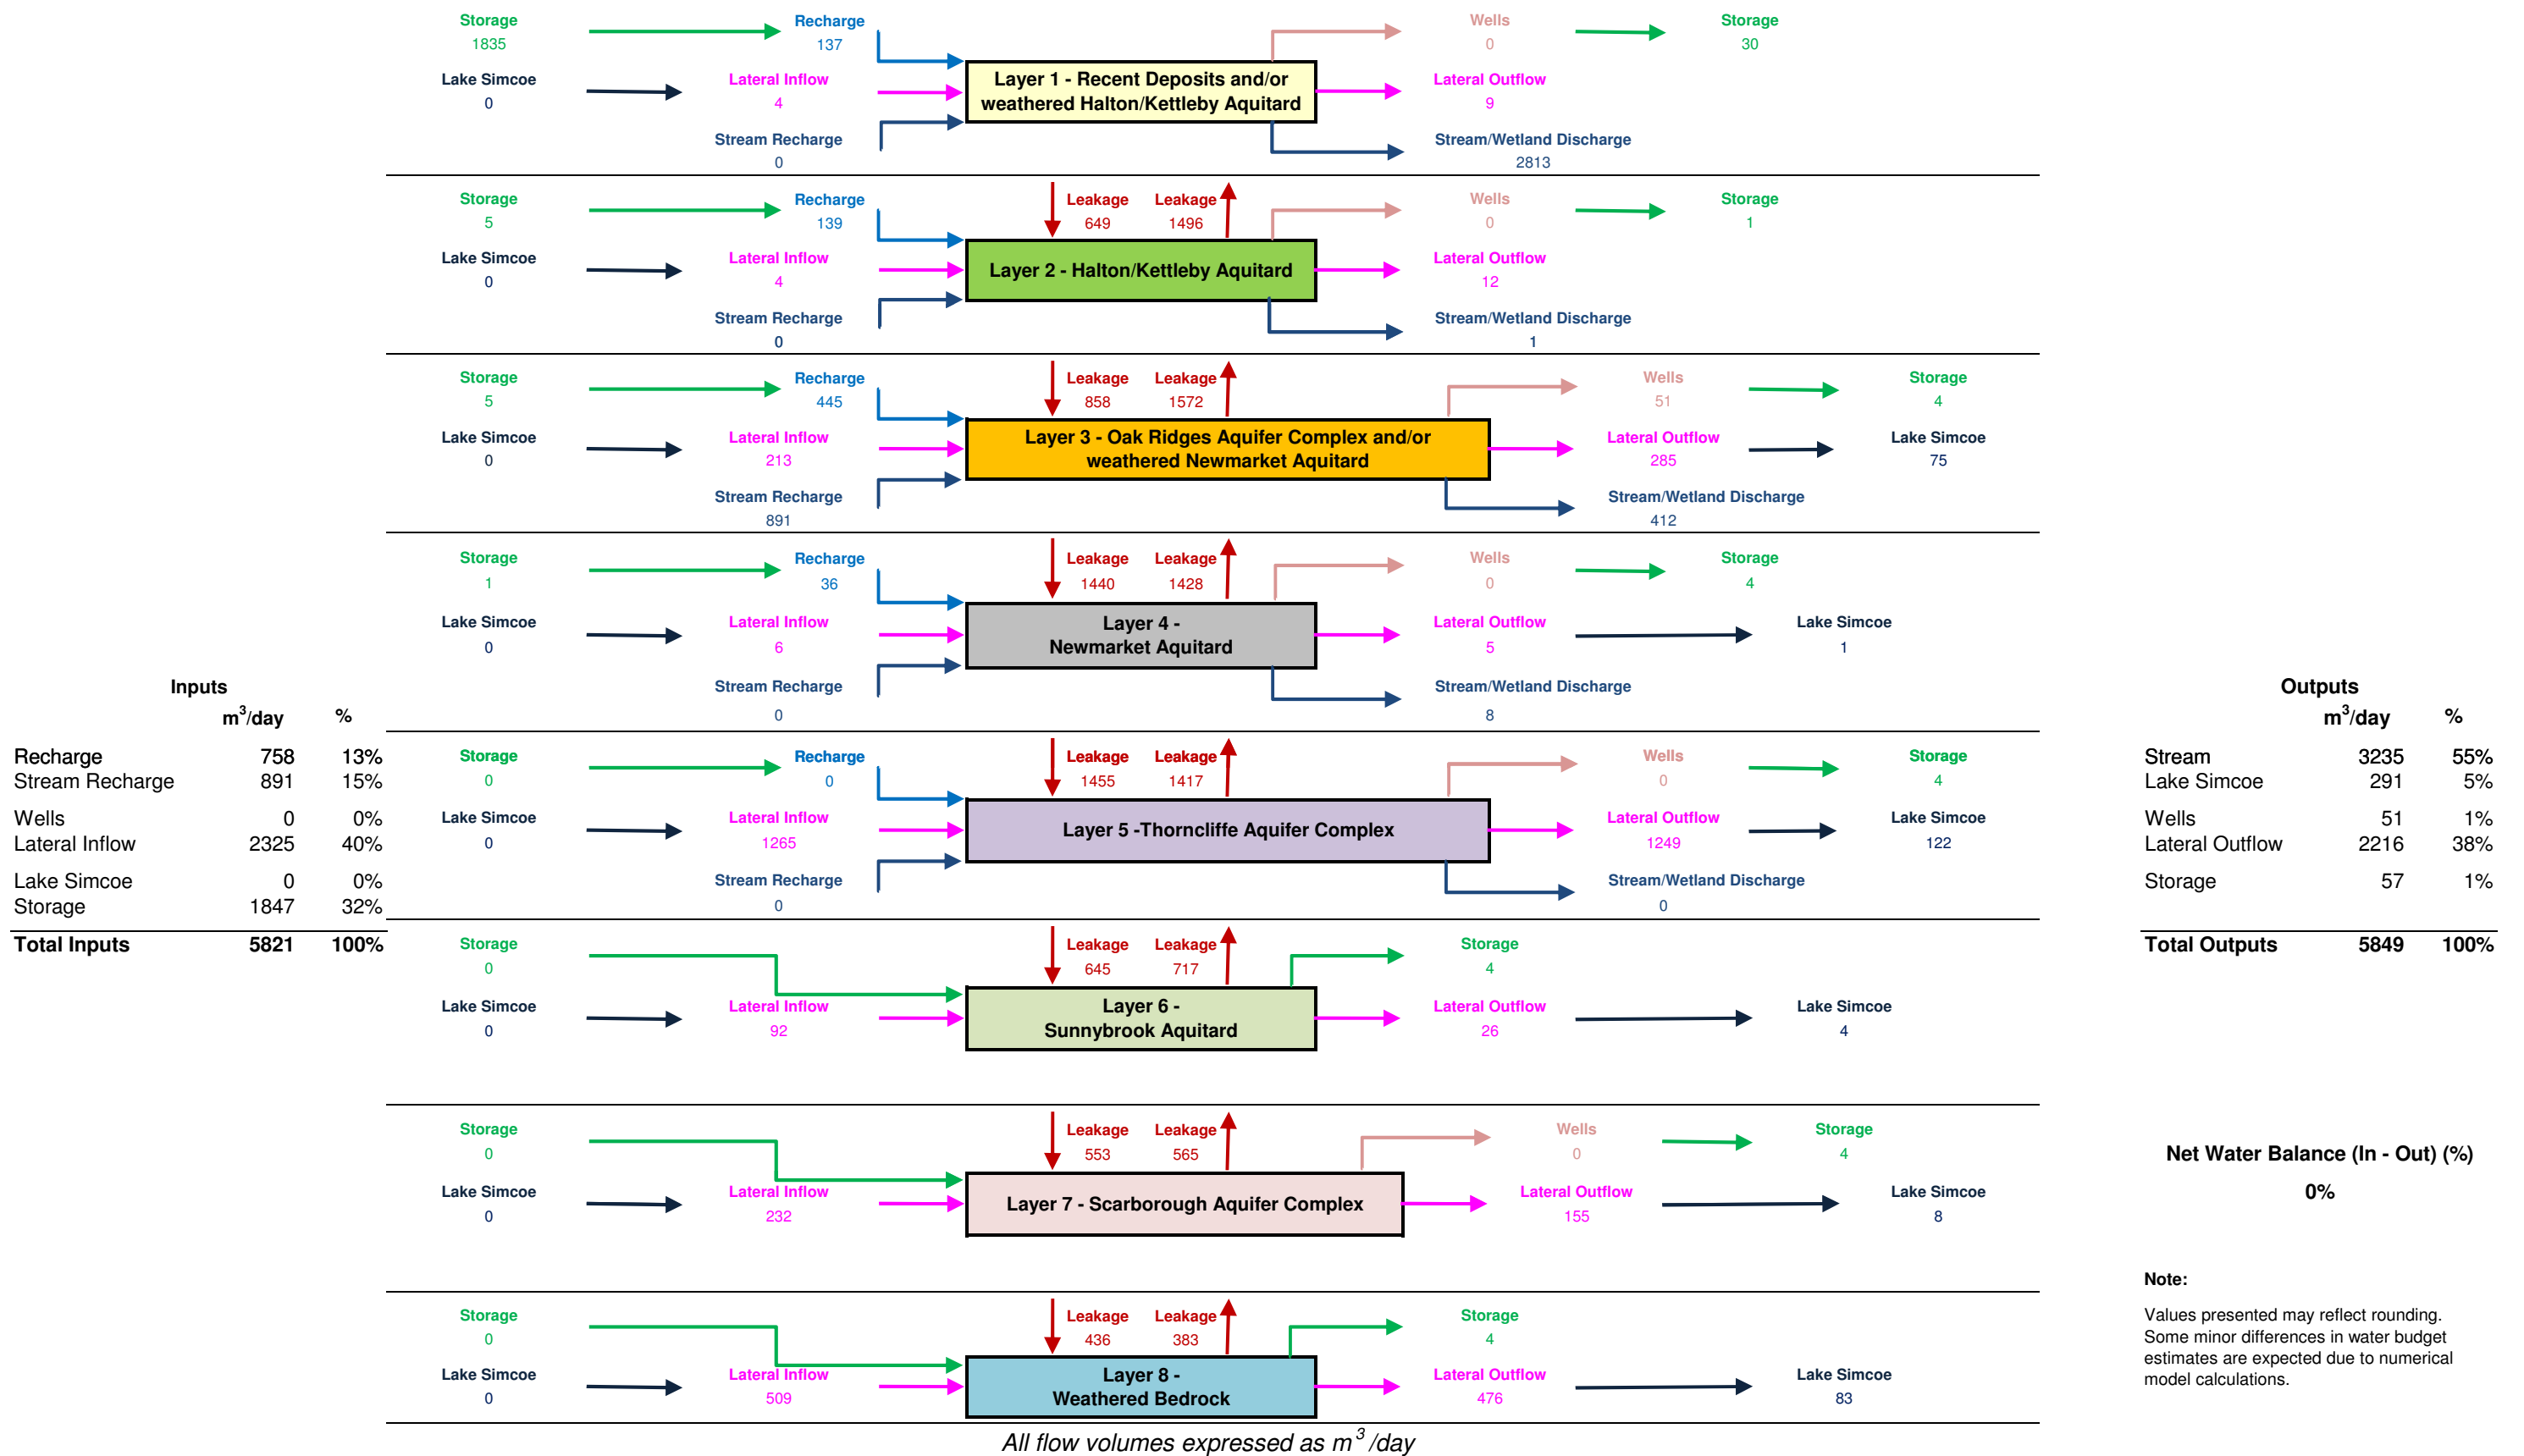 Storage
1835
Recharge
137
Wells
0
Storage
30
Lake Simcoe
0
Lateral Inflow
4
Layer 1 - Recent Deposits and/or
weathered Halton/Kettleby Aquitard
Lateral Outflow
9
Stream Recharge
0
Stream/Wetland Discharge
2813
Storage
5
Recharge
139
Leakage
649
Leakage
1496
Wells
0
Storage
1
Lake Simcoe
0
Lateral Inflow
4
Layer 2 - Halton/Kettleby Aquitard
Lateral Outflow
12
Stream Recharge
0
Stream/Wetland Discharge
1
Storage
5
Recharge
445
Leakage
858
Leakage
1572
Wells
51
Storage
4
Lake Simcoe
0
Lateral Inflow
213
Layer 3 - Oak Ridges Aquifer Complex and/or
weathered Newmarket Aquitard
Lateral Outflow
285
Lake Simcoe
75
Stream Recharge
891
Stream/Wetland Discharge
412
Storage
1
Recharge
36
Leakage
1440
Leakage
1428
Wells
0
Storage
4
Lake Simcoe
0
Lateral Inflow
6
Layer 4 -
Newmarket Aquitard
Lateral Outflow
5
Lake Simcoe
1
Stream Recharge
0
Stream/Wetland Discharge
8
Storage
0
Recharge
0
Leakage
1455
Leakage
1417
Wells
0
Storage
4
Lake Simcoe
0
Lateral Inflow
1265
Layer 5 -Thorncliffe Aquifer Complex
Lateral Outflow
1249
Lake Simcoe
122
Stream Recharge
0
Stream/Wetland Discharge
0
Storage
0
Leakage
645
Leakage
717
Storage
4
Lake Simcoe
0
Lateral Inflow
92
Layer 6 -
Sunnybrook Aquitard
Lateral Outflow
26
Lake Simcoe
4
Storage
0
Leakage
553
Leakage
565
Wells
0
Storage
4
Lake Simcoe
0
Lateral Inflow
232
Layer 7 - Scarborough Aquifer Complex
Lateral Outflow
155
Lake Simcoe
8
Storage
0
Leakage
436
Leakage
383
Storage
4
Lake Simcoe
0
Lateral Inflow
509
Layer 8 -
Weathered Bedrock
Lateral Outflow
476
Lake Simcoe
83
All flow volumes expressed as m³/day
Inputs
m³/day %
Recharge 758 13%
Stream Recharge 891 15%
Wells 0 0%
Lateral Inflow 2325 40%
Lake Simcoe 0 0%
Storage 1847 32%
Total Inputs 5821 100%
Outputs
m³/day %
Stream 3235 55%
Lake Simcoe 291 5%
Wells 51 1%
Lateral Outflow 2216 38%
Storage 57 1%
Total Outputs 5849 100%
Net Water Balance (In - Out) (%)
0%
Note:
Values presented may reflect rounding.
Some minor differences in water budget
estimates are expected due to numerical
model calculations.